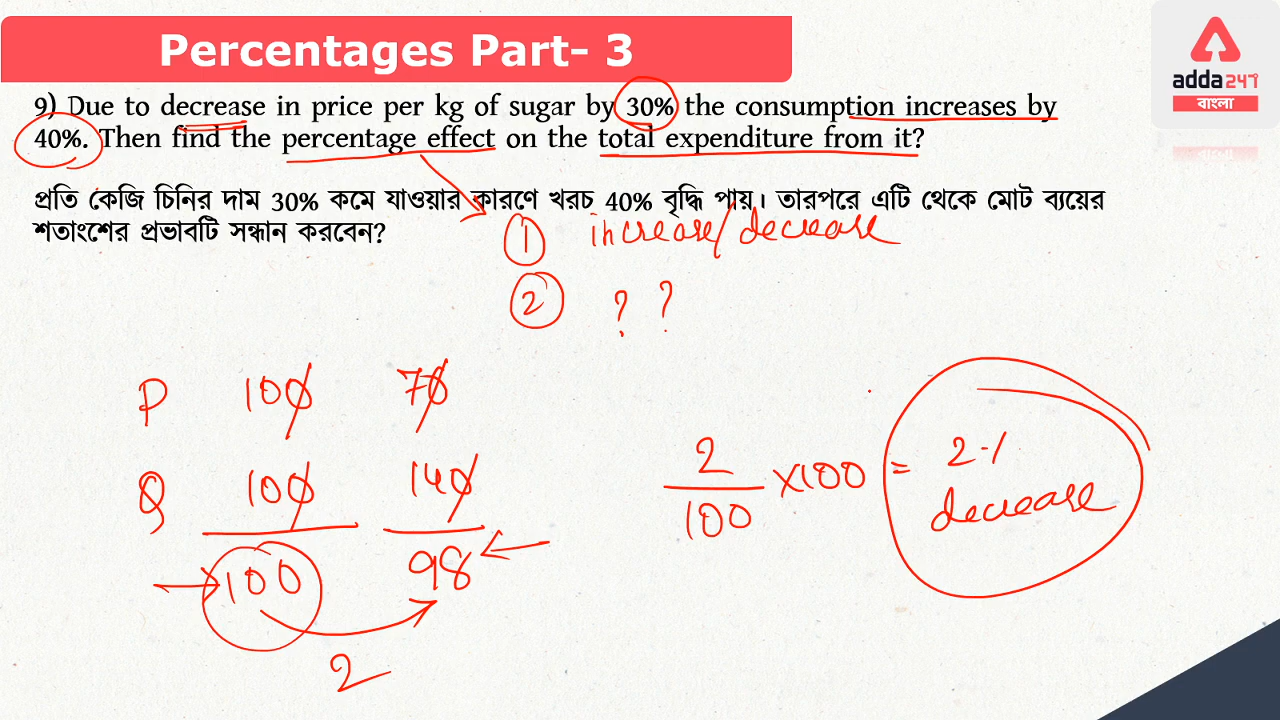 Percentages Part- 3
adda247
বাংলা
9) Due to decrease in price per kg of sugar by 30% the consumption increases by
40%. Then find the percentage effect on the total expenditure from it?
প্রতি কেজি চিনির দাম 30% কমে যাওয়ার কারণে খরচ 40% বৃদ্ধি পায়। তারপরে এটি থেকে মোট ব্যয়ের
শতাংশের প্রভাবটি সন্ধান করবেন?
1 increase/decrease
2 ? ?
P 100 70
Q 100 140
100 98
2
2/100 ×100 = 2% decrease